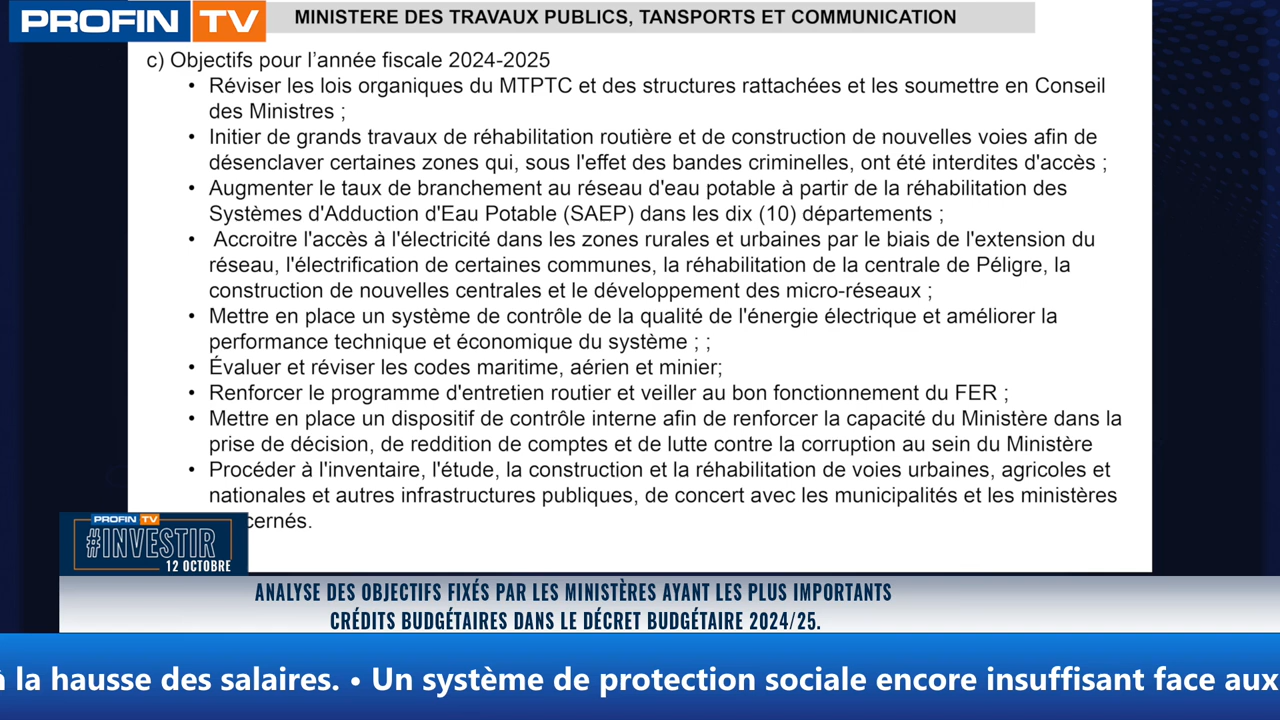 PROFIN TV
MINISTERE DES TRAVAUX PUBLICS, TANSPORTS ET COMMUNICATION
c) Objectifs pour l’année fiscale 2024-2025
• Réviser les lois organiques du MTPTC et des structures rattachées et les soumettre en Conseil
des Ministres ;
• Initier de grands travaux de réhabilitation routière et de construction de nouvelles voies afin de
désenclaver certaines zones qui, sous l'effet des bandes criminelles, ont été interdites d'accès ;
• Augmenter le taux de branchement au réseau d'eau potable à partir de la réhabilitation des
Systèmes d'Adduction d'Eau Potable (SAEP) dans les dix (10) départements ;
• Accroitre l'accès à l'électricité dans les zones rurales et urbaines par le biais de l'extension du
réseau, l'électrification de certaines communes, la réhabilitation de la centrale de Péligre, la
construction de nouvelles centrales et le développement des micro-réseaux ;
• Mettre en place un système de contrôle de la qualité de l'énergie électrique et améliorer la
performance technique et économique du système ; ;
• Évaluer et réviser les codes maritime, aérien et minier;
• Renforcer le programme d'entretien routier et veiller au bon fonctionnement du FER ;
• Mettre en place un dispositif de contrôle interne afin de renforcer la capacité du Ministère dans la
prise de décision, de reddition de comptes et de lutte contre la corruption au sein du Ministère
• Procéder à l'inventaire, l'étude, la construction et la réhabilitation de voies urbaines, agricoles et
nationales et autres infrastructures publiques, de concert avec les municipalités et les ministères
cernés.
PROFIN TV
#INVESTIR
12 OCTOBRE
ANALYSE DES OBJECTIFS FIXÉS PAR LES MINISTÈRES AYANT LES PLUS IMPORTANTS
CRÉDITS BUDGÉTAIRES DANS LE DÉCRET BUDGÉTAIRE 2024/25.
à la hausse des salaires. • Un système de protection sociale encore insuffisant face aux